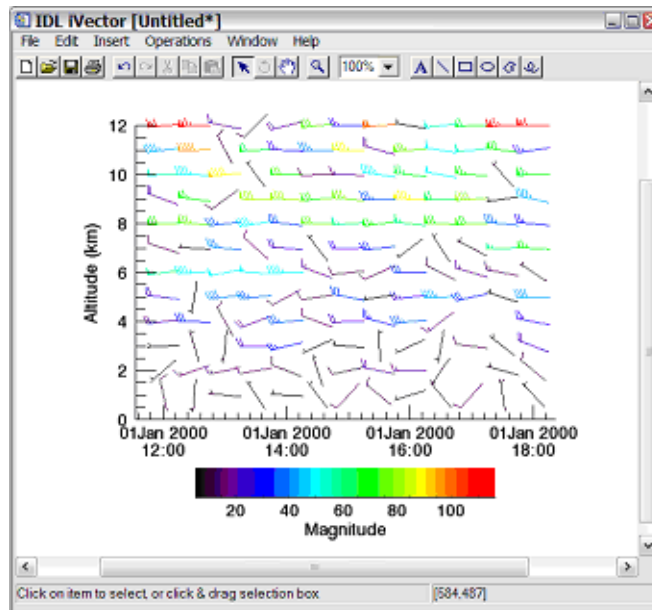 IDL iVector [Untitled*]
File Edit Insert Operations Window Help
100%
A
12
10
8
6
4
2
0
Altitude (km)
01Jan 2000 01Jan 2000 01Jan 2000 01Jan 2000
12:00 14:00 16:00 18:00
20 40 60 80 100
Magnitude
Click on item to select, or click & drag selection box [584,487]